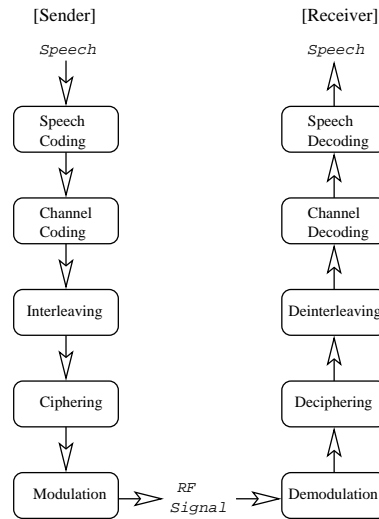 [Sender]
Speech
Speech
Coding
Channel
Coding
Interleaving
Ciphering
Modulation
RF
Signal
[Receiver]
Speech
Speech
Decoding
Channel
Decoding
Deinterleaving
Deciphering
Demodulation